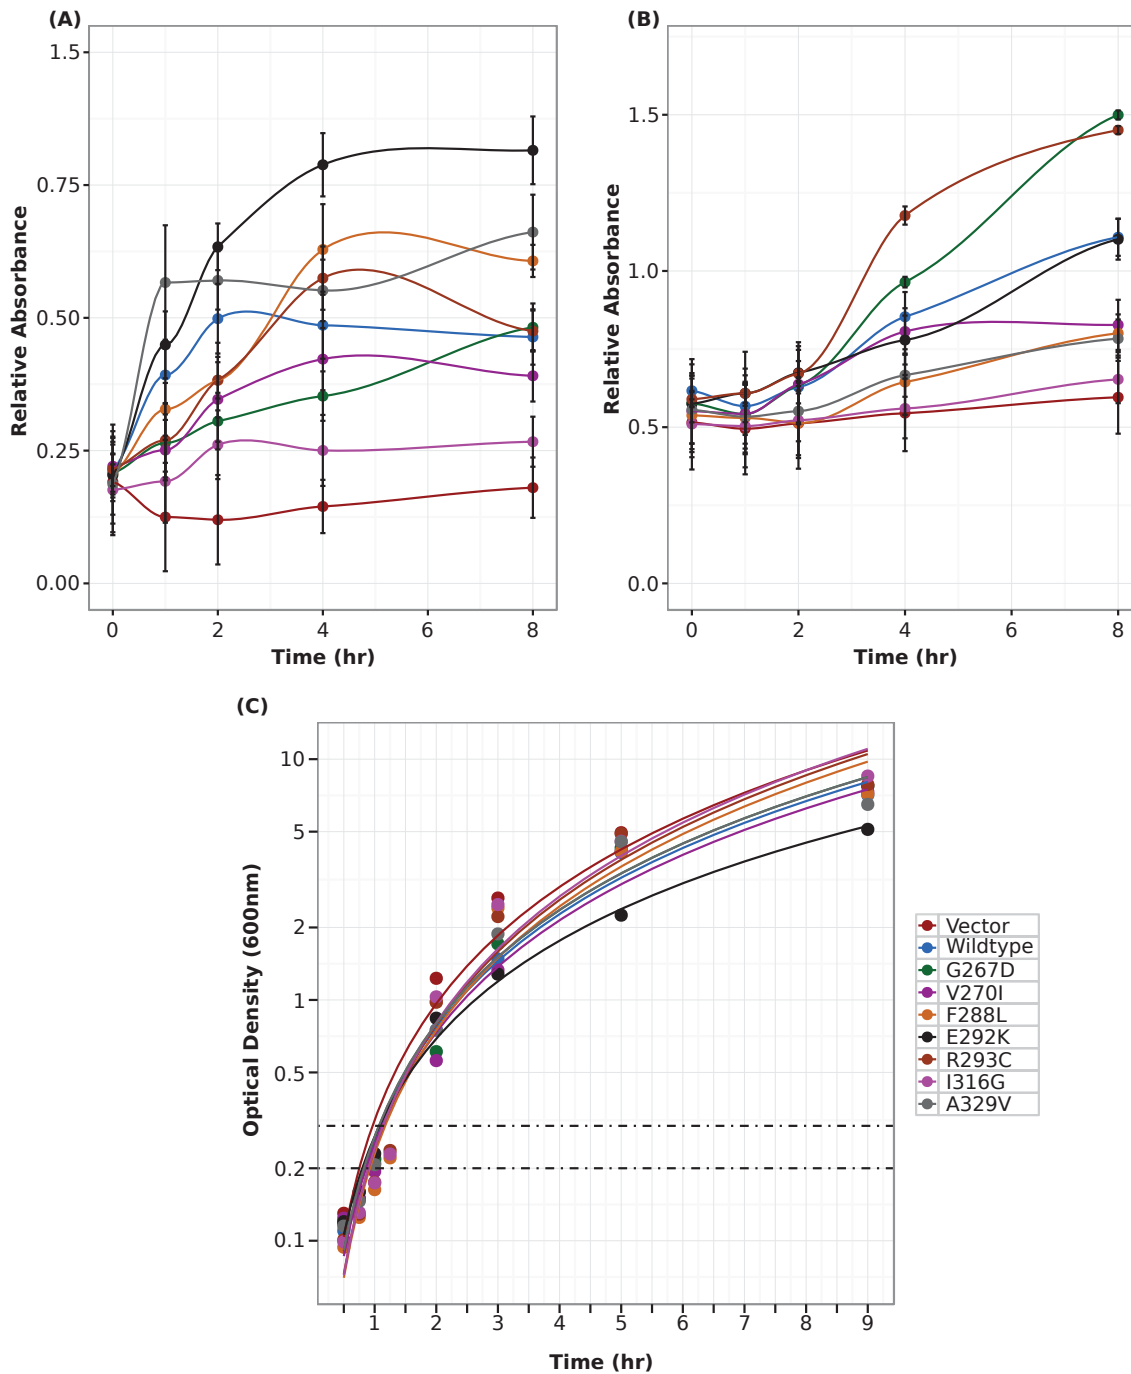 (A)
(B)
1.5
0.75
0.50
0.25
0.00
Relative Absorbance
0 2 4 6 8
Time (hr)
1.5
1.0
0.5
0.0
Relative Absorbance
0 2 4 6 8
Time (hr)
(C)
10
5
2
1
0.5
0.2
0.1
Optical Density (600nm)
1 2 3 4 5 6 7 8 9
Time (hr)
Vector
Wildtype
G267D
V270I
F288L
E292K
R293C
I316G
A329V